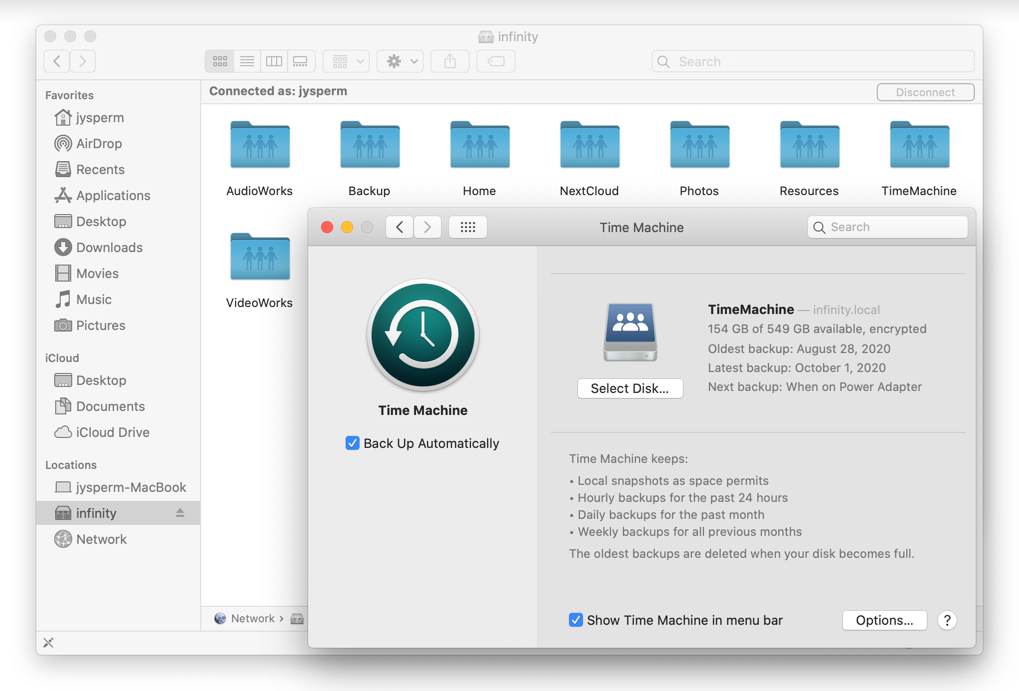 infinity
Search
Favorites
jysperm
AirDrop
Recents
Applications
Desktop
Downloads
Movies
Music
Pictures
iCloud
Desktop
Documents
iCloud Drive
Locations
jysperm-MacBook
infinity
Network
Connected as: jysperm
Disconnect
AudioWorks
Backup
Home
NextCloud
Photos
Resources
TimeMachine
VideoWorks
Network ›
Time Machine
Search
Time Machine
Back Up Automatically
Select Disk...
TimeMachine — infinity.local
154 GB of 549 GB available, encrypted
Oldest backup: August 28, 2020
Latest backup: October 1, 2020
Next backup: When on Power Adapter
Time Machine keeps:
• Local snapshots as space permits
• Hourly backups for the past 24 hours
• Daily backups for the past month
• Weekly backups for all previous months
The oldest backups are deleted when your disk becomes full.
Show Time Machine in menu bar
Options...
?